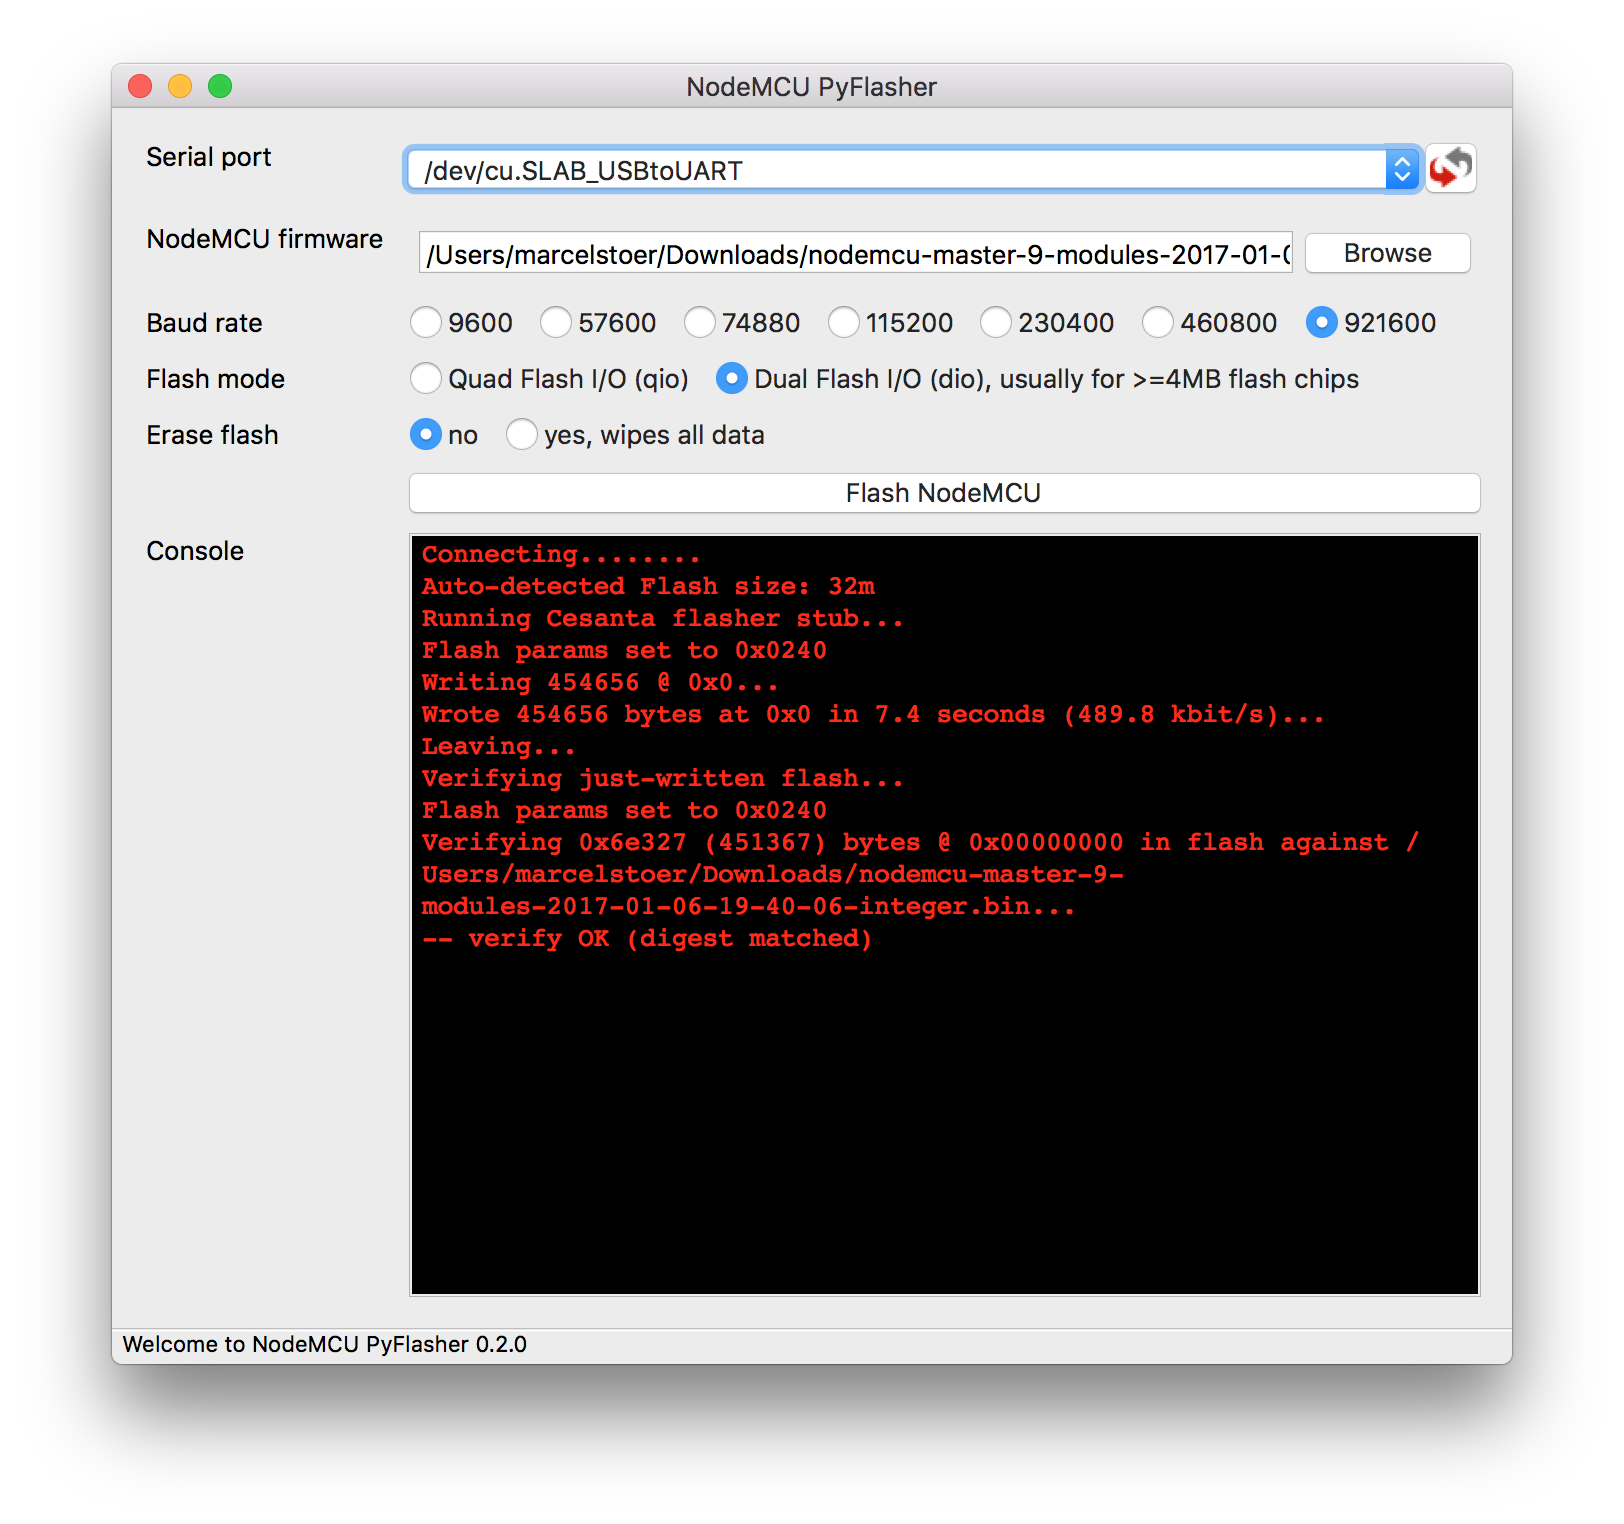 NodeMCU PyFlasher
Serial port
/dev/cu.SLAB_USBtoUART
NodeMCU firmware
/Users/marcelstoer/Downloads/nodemcu-master-9-modules-2017-01-0
Browse
Baud rate
9600 57600 74880 115200 230400 460800 921600
Flash mode
Quad Flash I/O (qio) Dual Flash I/O (dio), usually for >=4MB flash chips
Erase flash
no yes, wipes all data
Flash NodeMCU
Console
Connecting........
Auto-detected Flash size: 32m
Running Cesanta flasher stub...
Flash params set to 0x0240
Writing 454656 @ 0x0...
Wrote 454656 bytes at 0x0 in 7.4 seconds (489.8 kbit/s)...
Leaving...
Verifying just-written flash...
Flash params set to 0x0240
Verifying 0x6e327 (451367) bytes @ 0x00000000 in flash against /
Users/marcelstoer/Downloads/nodemcu-master-9-
modules-2017-01-06-19-40-06-integer.bin...
-- verify OK (digest matched)
Welcome to NodeMCU PyFlasher 0.2.0